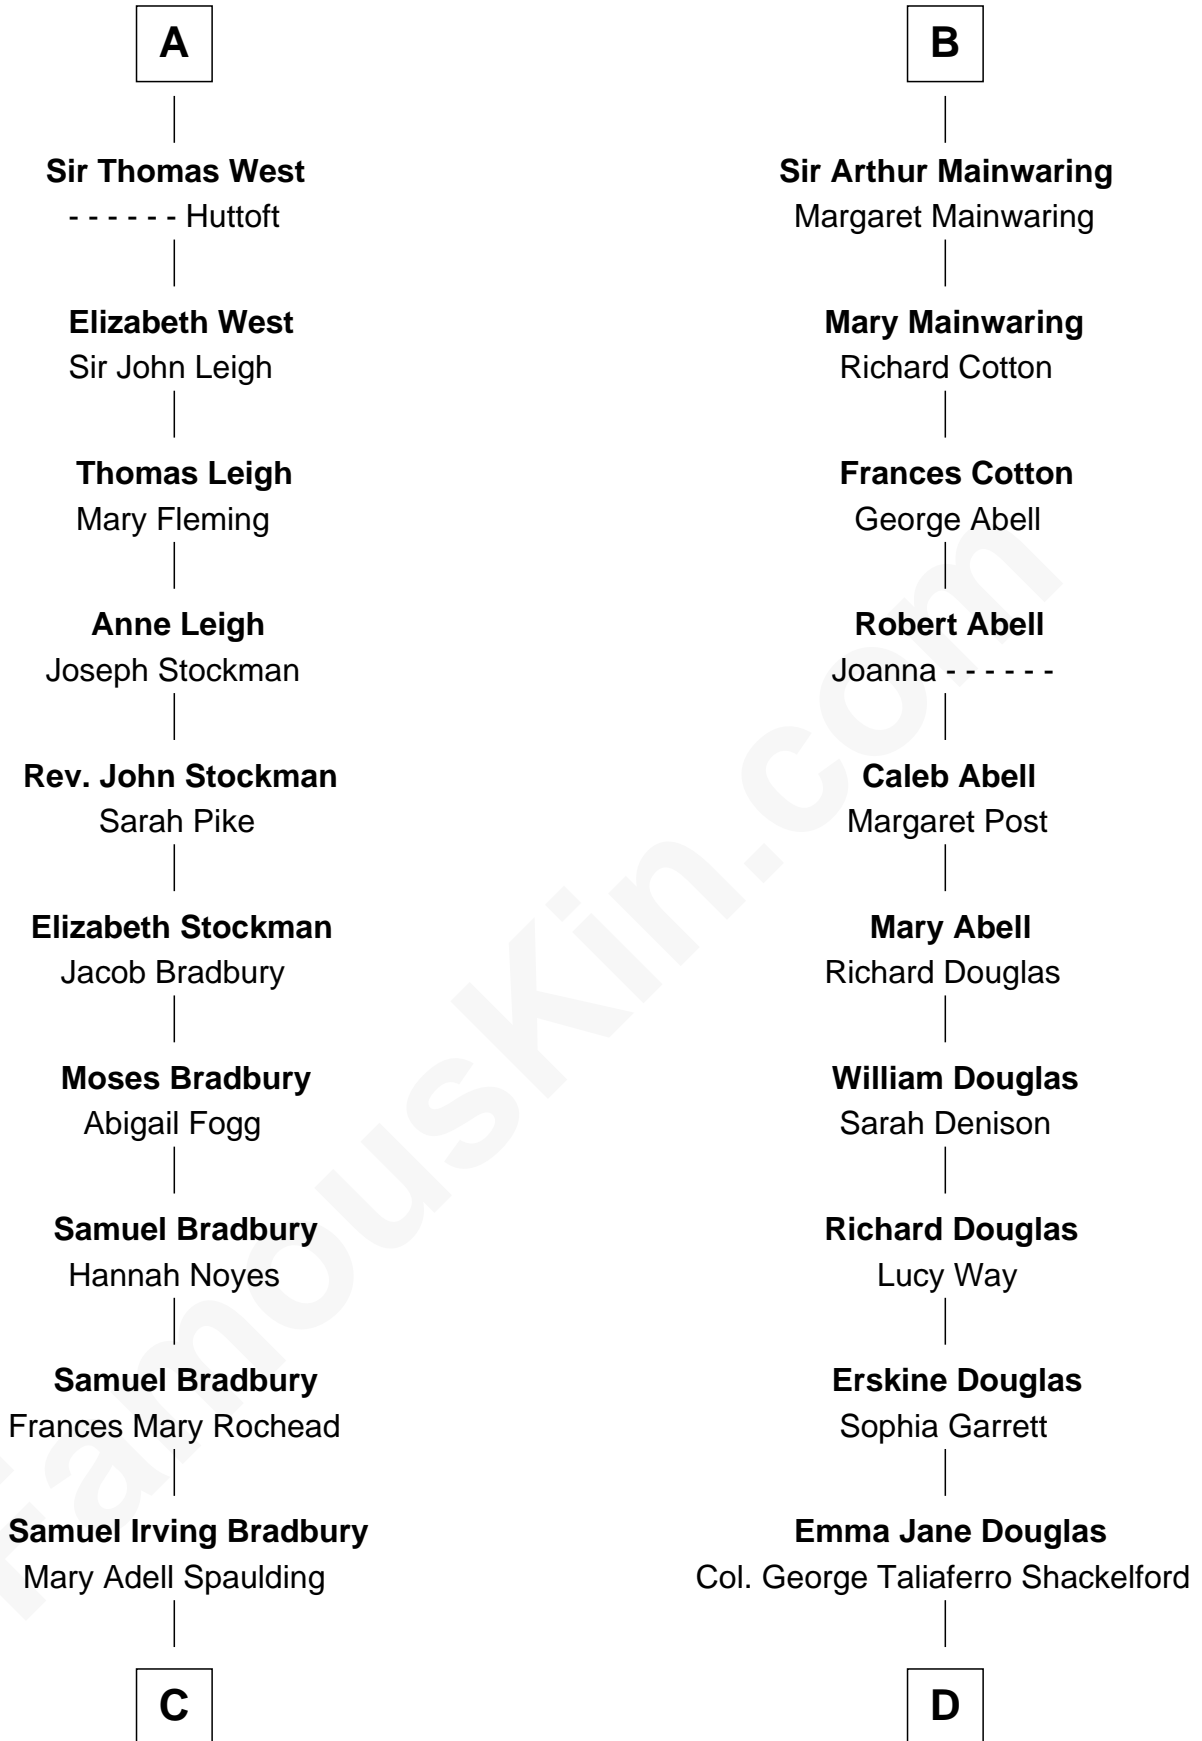 A
Sir Thomas West
- - - - - - Huttoft
Elizabeth West
Sir John Leigh
Thomas Leigh
Mary Fleming
Anne Leigh
Joseph Stockman
Rev. John Stockman
Sarah Pike
Elizabeth Stockman
Jacob Bradbury
Moses Bradbury
Abigail Fogg
Samuel Bradbury
Hannah Noyes
Samuel Bradbury
Frances Mary Rochead
Samuel Irving Bradbury
Mary Adell Spaulding
C
B
Sir Arthur Mainwaring
Margaret Mainwaring
Mary Mainwaring
Richard Cotton
Frances Cotton
George Abell
Robert Abell
Joanna - - - - - -
Caleb Abell
Margaret Post
Mary Abell
Richard Douglas
William Douglas
Sarah Denison
Richard Douglas
Lucy Way
Erskine Douglas
Sophia Garrett
Emma Jane Douglas
Col. George Taliaferro Shackelford
D
FamousKin.com